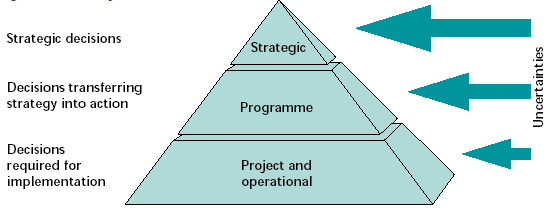 Strategic decisions
Strategic
Decisions transferring
strategy into action
Programme
Decisions
required for
implementation
Project and
operational
Uncertainties